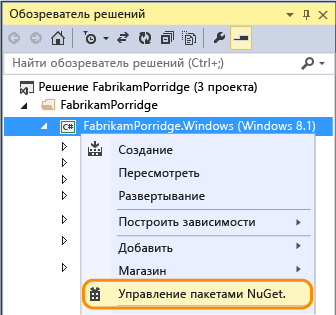 Обозреватель решений
Найти обозреватель решений (Ctrl+;)
Решение FabrikamPorridge (3 проекта)
FabrikamPorridge
C# FabrikamPorridge.Windows (Windows 8.1)
Создание
Пересмотреть
Развертывание
Построить зависимости
Добавить
Магазин
Управление пакетами NuGet.